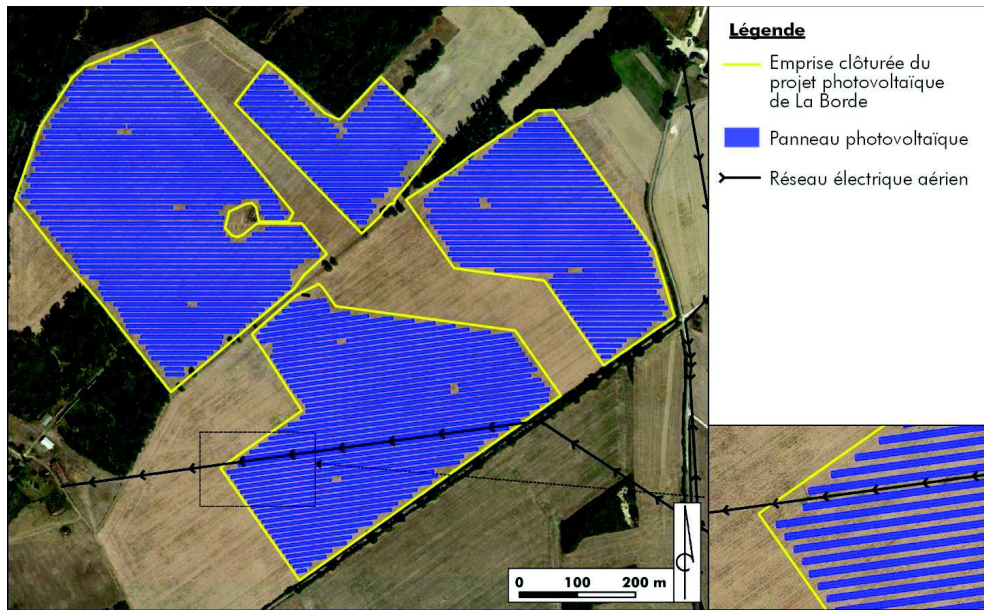 Légende
Emprise clôturée du
projet photovoltaïque
de La Borde
Panneau photovoltaïque
Réseau électrique aérien
0 100 200 m